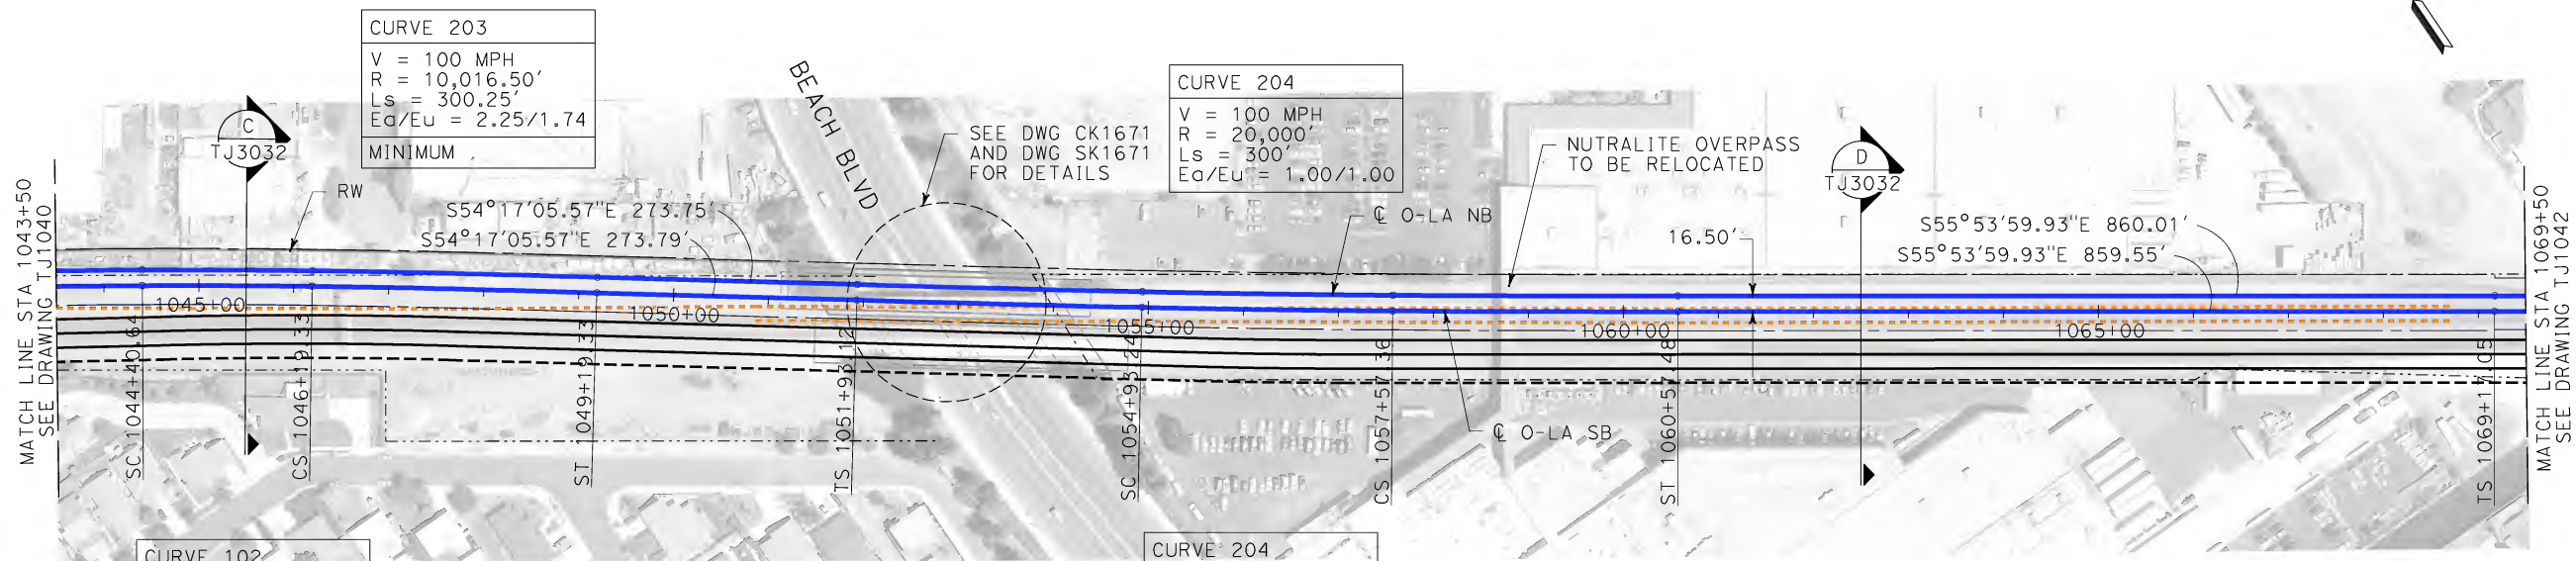 CURVE 203
V = 100 MPH
R = 10,016.50'
Ls = 300.25'
Ea/Eu = 2.25/1.74
MINIMUM
C
TJ3032
RW
S54°17'05.57"E 273.75'
S54°17'05.57"E 273.79'
BEACH BLVD
SEE DWG CK1671
AND DWG SK1671
FOR DETAILS
CURVE 204
V = 100 MPH
R = 20,000'
Ls = 300'
Ea/Eu = 1.00/1.00
℄ O-LA NB
NUTRALITE OVERPASS
TO BE RELOCATED
16.50'
D
TJ3032
S55°53'59.93"E 860.01'
S55°53'59.93"E 859.55'
MATCH LINE STA 1043+50
SEE DRAWING TJ1040
1045+00
1050+00
1055+00
1060+00
1065+00
SC 1044+40.64
CS 1046+19.33
ST 1049+19.33
TS 1051+93.12
SC 1054+93.24
CS 1057+57.36
℄ O-LA SB
ST 1060+57.48
TS 1069+17.05
MATCH LINE STA 1069+50
SEE DRAWING TJ1042
CURVE 102
CURVE 204